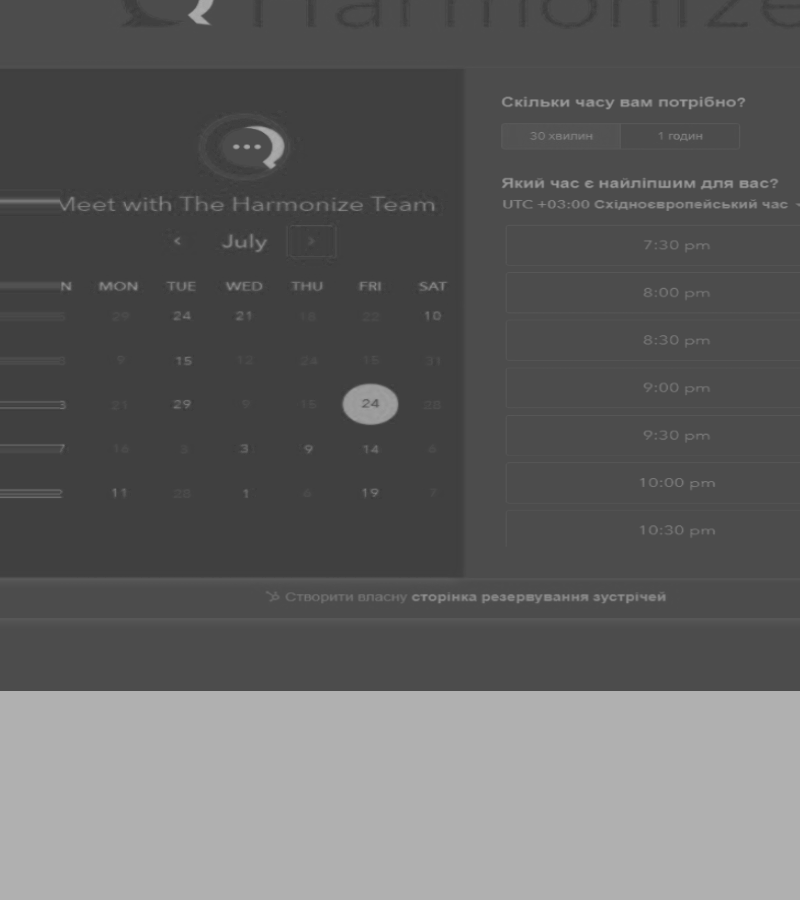 Harmonize
Meet with The Harmonize Team
July
N MON TUE WED THU FRI SAT
29 24 21 10
9 15 12 24 15 31
3 21 29 9 15 24 28
7 16 3 3 9 14
2 11 28 1 6 19 7
Скільки часу вам потрібно?
30 хвилин 1 годин
Який час є найліпшим для вас?
UTC +03:00 Східноєвропейський час
7:30 pm
8:00 pm
8:30 pm
9:00 pm
9:30 pm
10:00 pm
10:30 pm
Створити власну сторінка резервування зустрічей